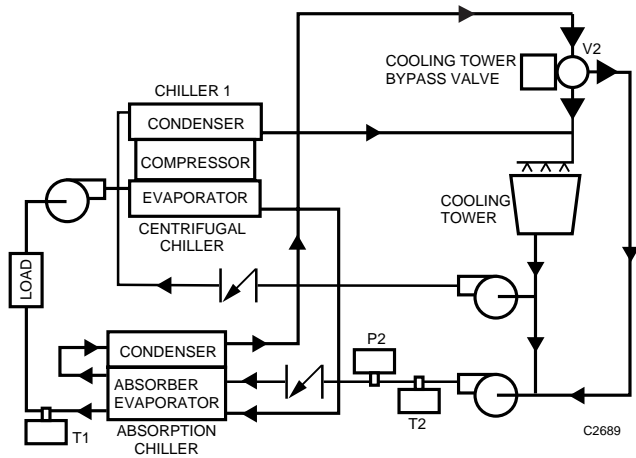 V2
COOLING TOWER
BYPASS VALVE
CHILLER 1
CONDENSER
COMPRESSOR
EVAPORATOR
CENTRIFUGAL
CHILLER
COOLING
TOWER
LOAD
CONDENSER
ABSORBER
EVAPORATOR
ABSORPTION
CHILLER
P2
T1
T2
C2689